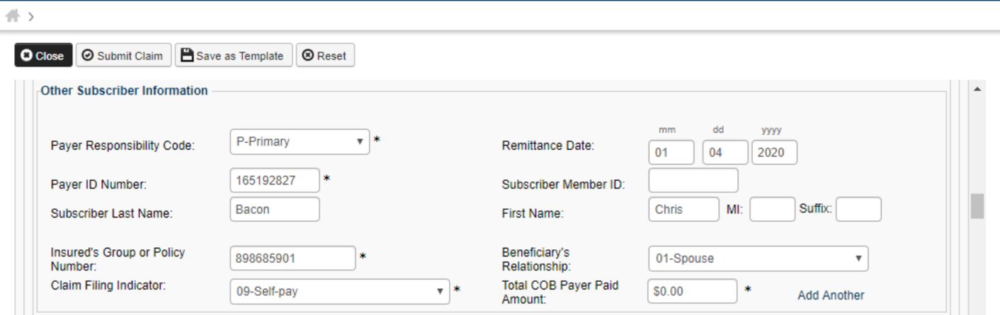 Close Submit Claim Save as Template Reset
Other Subscriber Information
mm dd yyyy
Payer Responsibility Code: P-Primary * Remittance Date: 01 04 2020
Payer ID Number: 165192827 * Subscriber Member ID:
Subscriber Last Name: Bacon First Name: Chris MI: Suffix:
Insured's Group or Policy
Number: 898685901 * Beneficiary's
Relationship: 01-Spouse
Claim Filing Indicator: 09-Self-pay * Total COB Payer Paid
Amount: $0.00 * Add Another